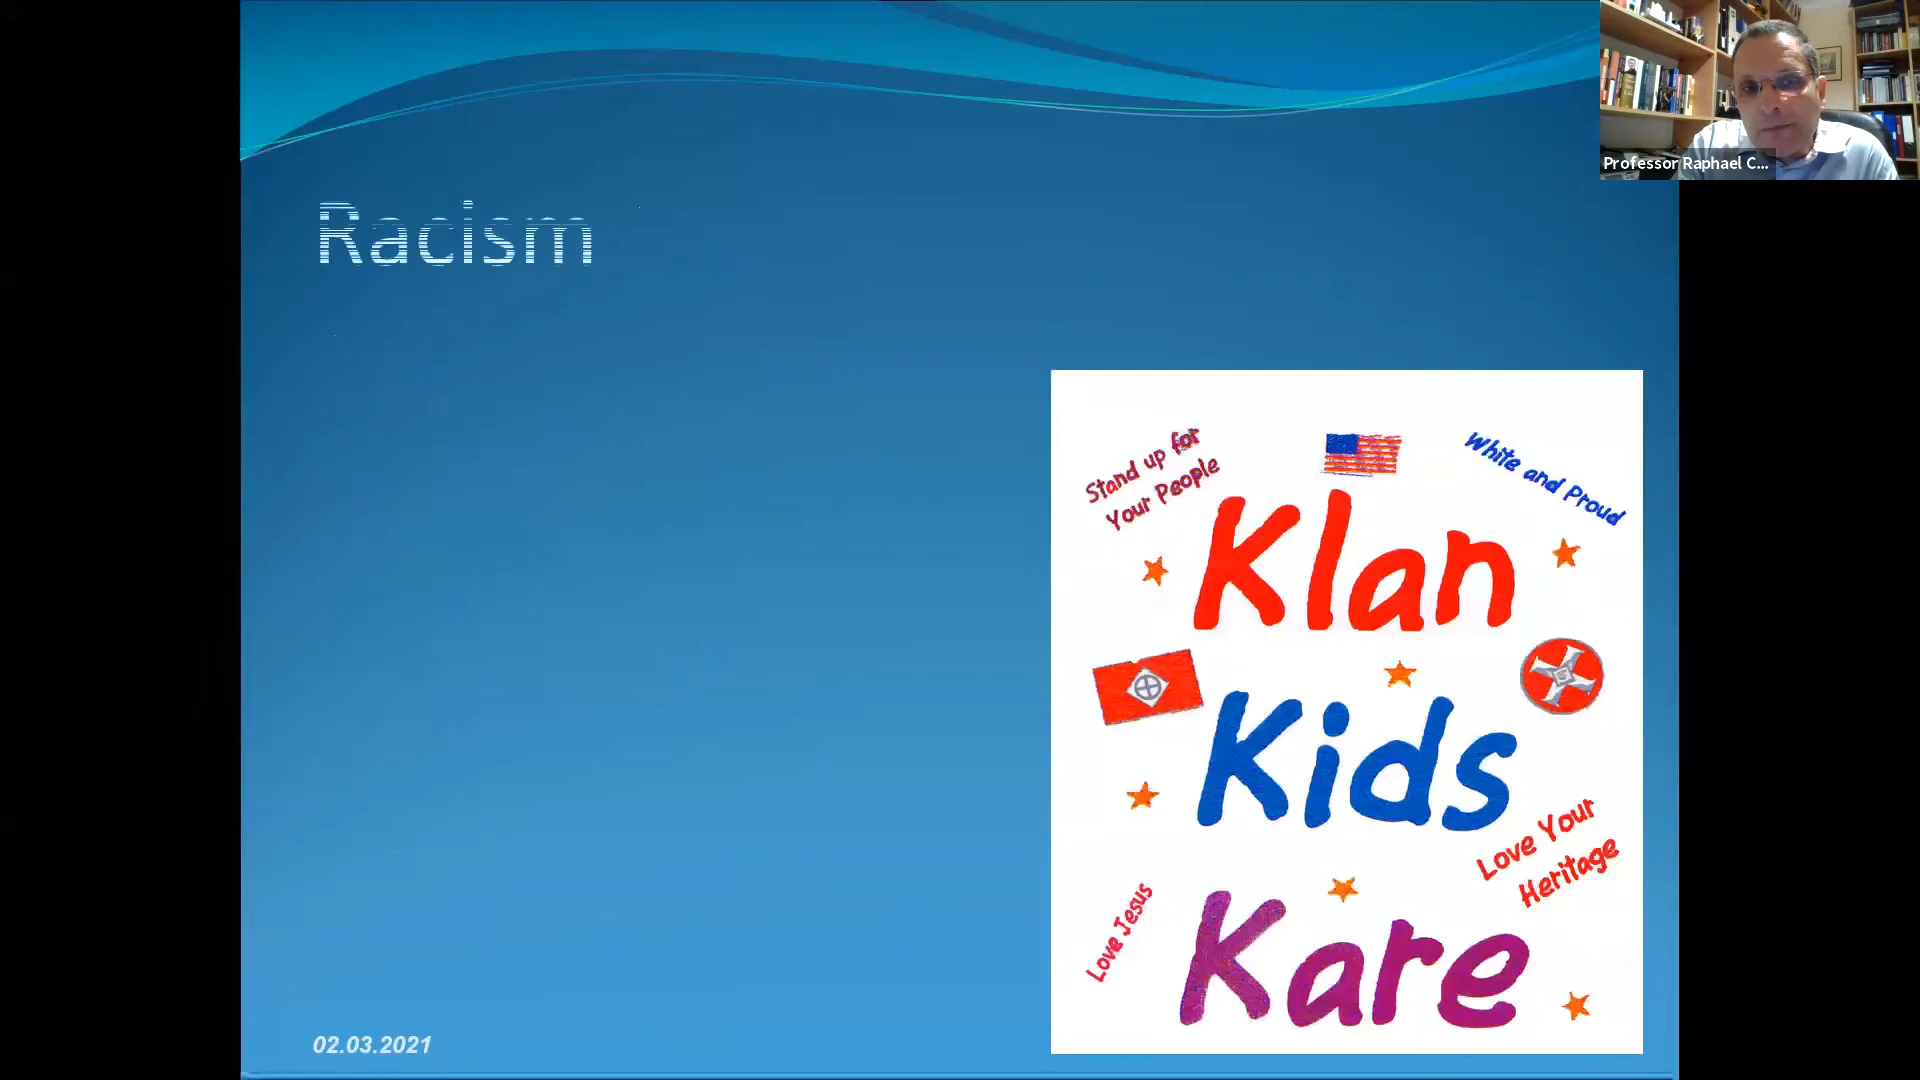 Professor Raphael C...
Racism
Stand up for
Your People
White and Proud
Klan
Kids
Love Your
Heritage
Love Jesus
Kare
02.03.2021